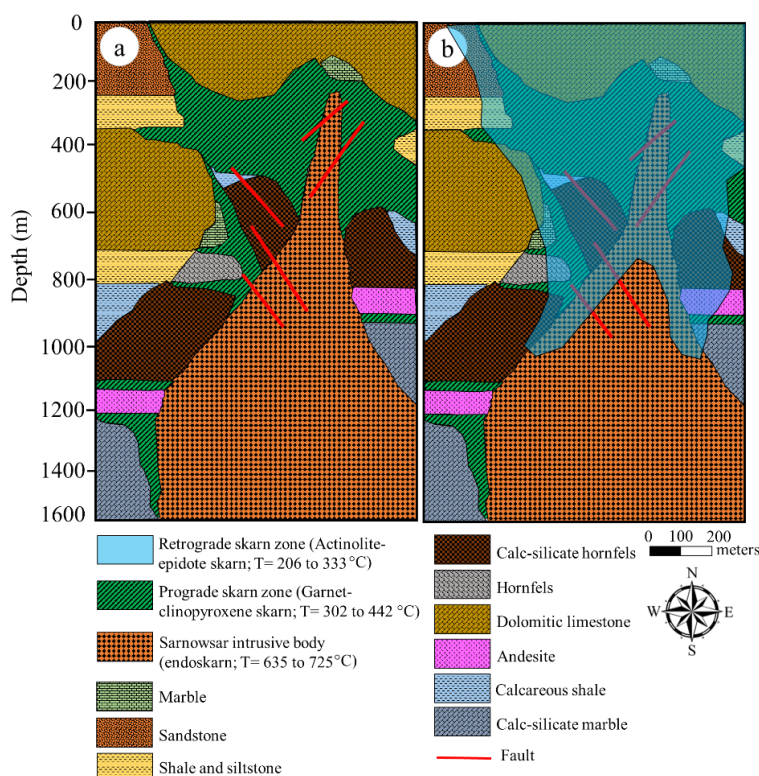 a
b
Depth (m)
0
200
400
600
800
1000
1200
1400
1600
Retrograde skarn zone (Actinolite-
epidote skarn; T= 206 to 333 °C)
Prograde skarn zone (Garnet-
clinopyroxene skarn; T = 302 to 442 °C)
Sarnowsar intrusive body
(endoskarn; T= 635 to 725°C)
Marble
Sandstone
Shale and siltstone
Calc-silicate hornfels
Hornfels
Dolomitic limestone
Andesite
Calcareous shale
Calc-silicate marble
Fault
0 100 200
meters
N
W E
S